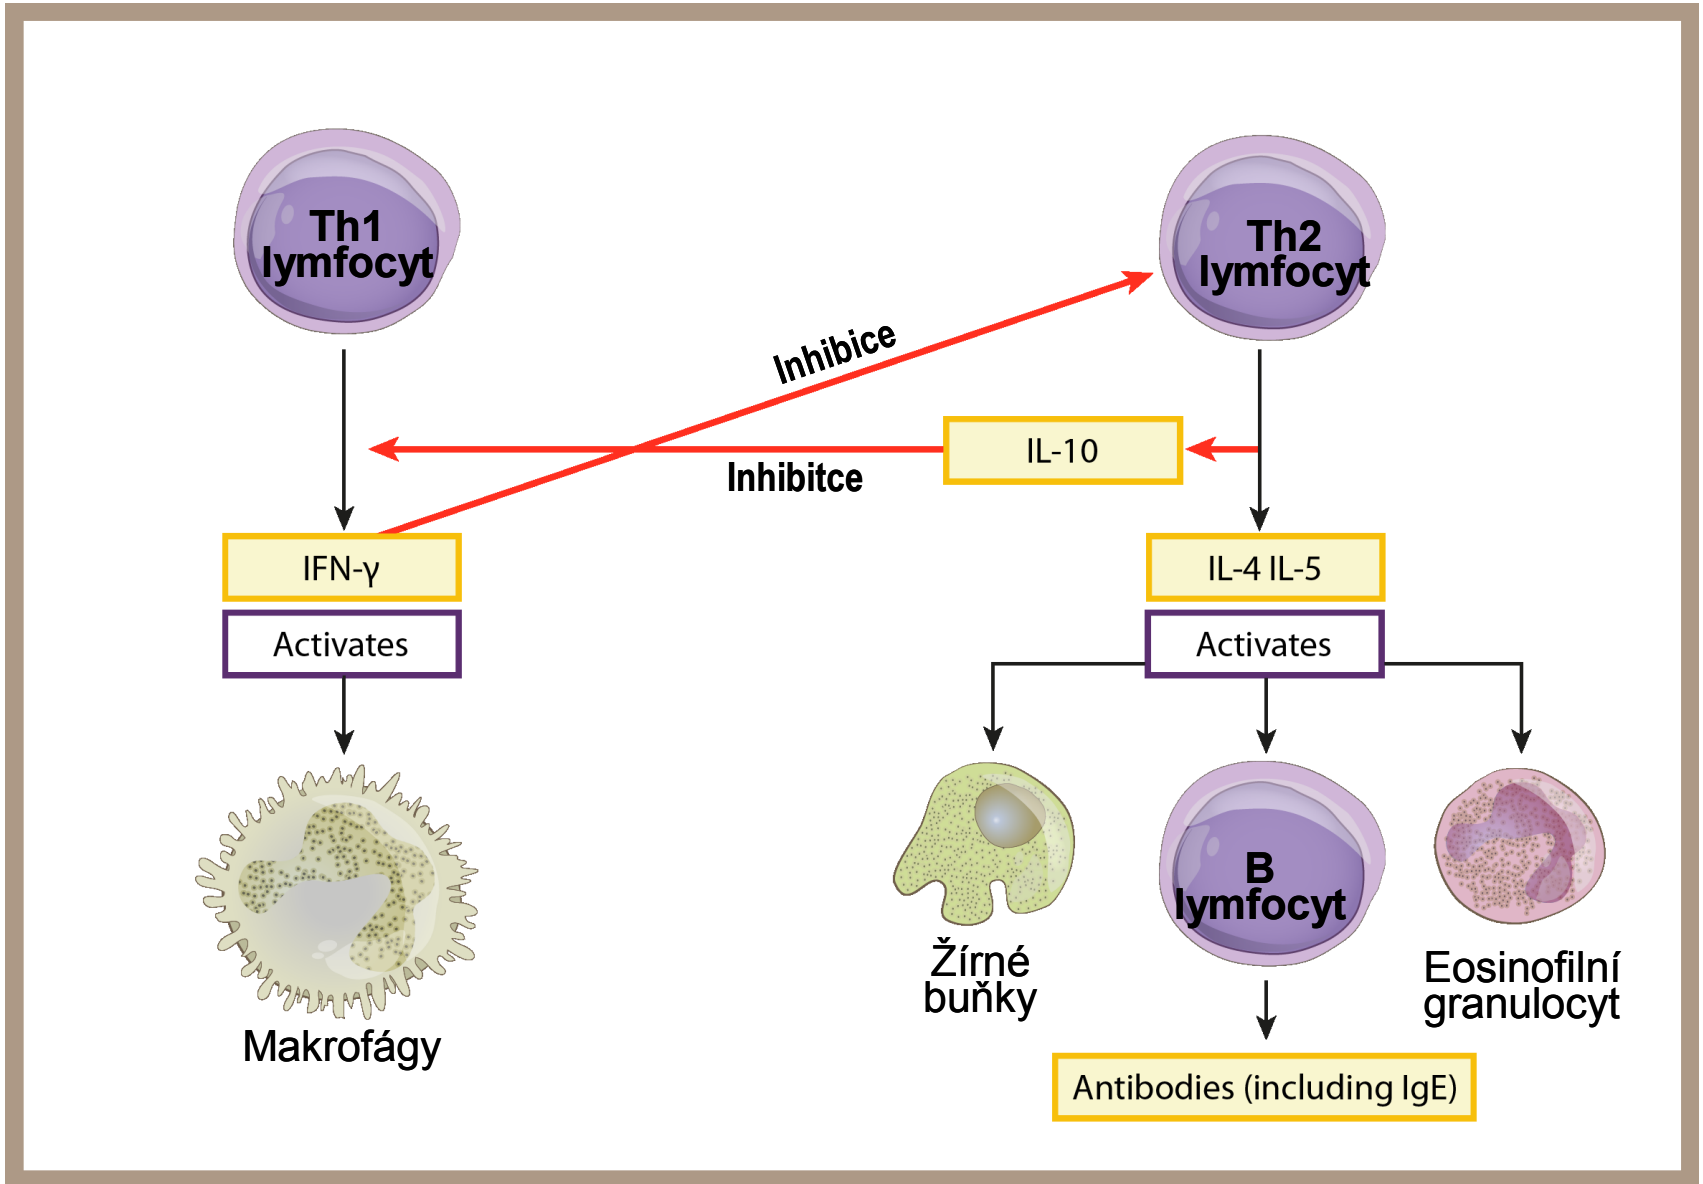 Th1
lymfocyt
Th2
lymfocyt
Inhibice
IL-10
Inhibitce
IFN-γ
IL-4 IL-5
Activates
Activates
B
lymfocyt
Žírné
buňky
Eosinofilní
granulocyt
Makrofágy
Antibodies (including IgE)